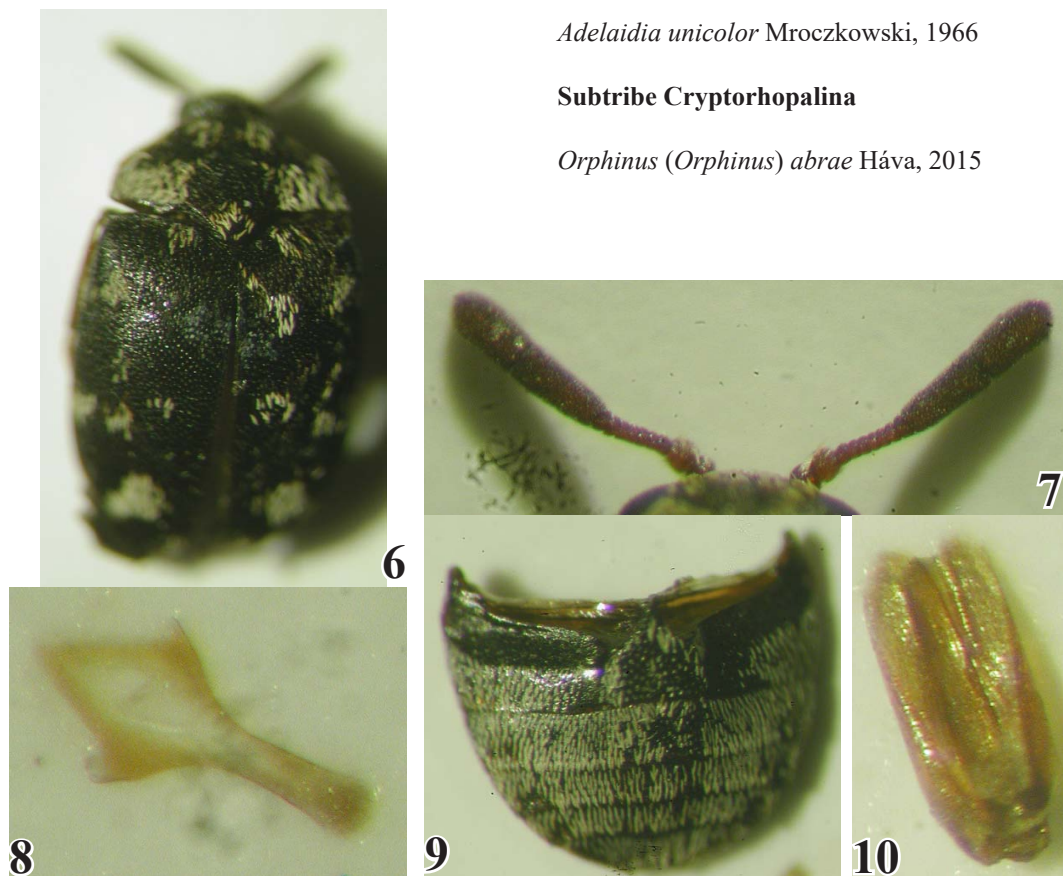 Adelaidia unicolor Mroczkowski, 1966
Subtribe Cryptorhopalina
Orphinus (Orphinus) abrae Háva, 2015
6
7
8
9
10